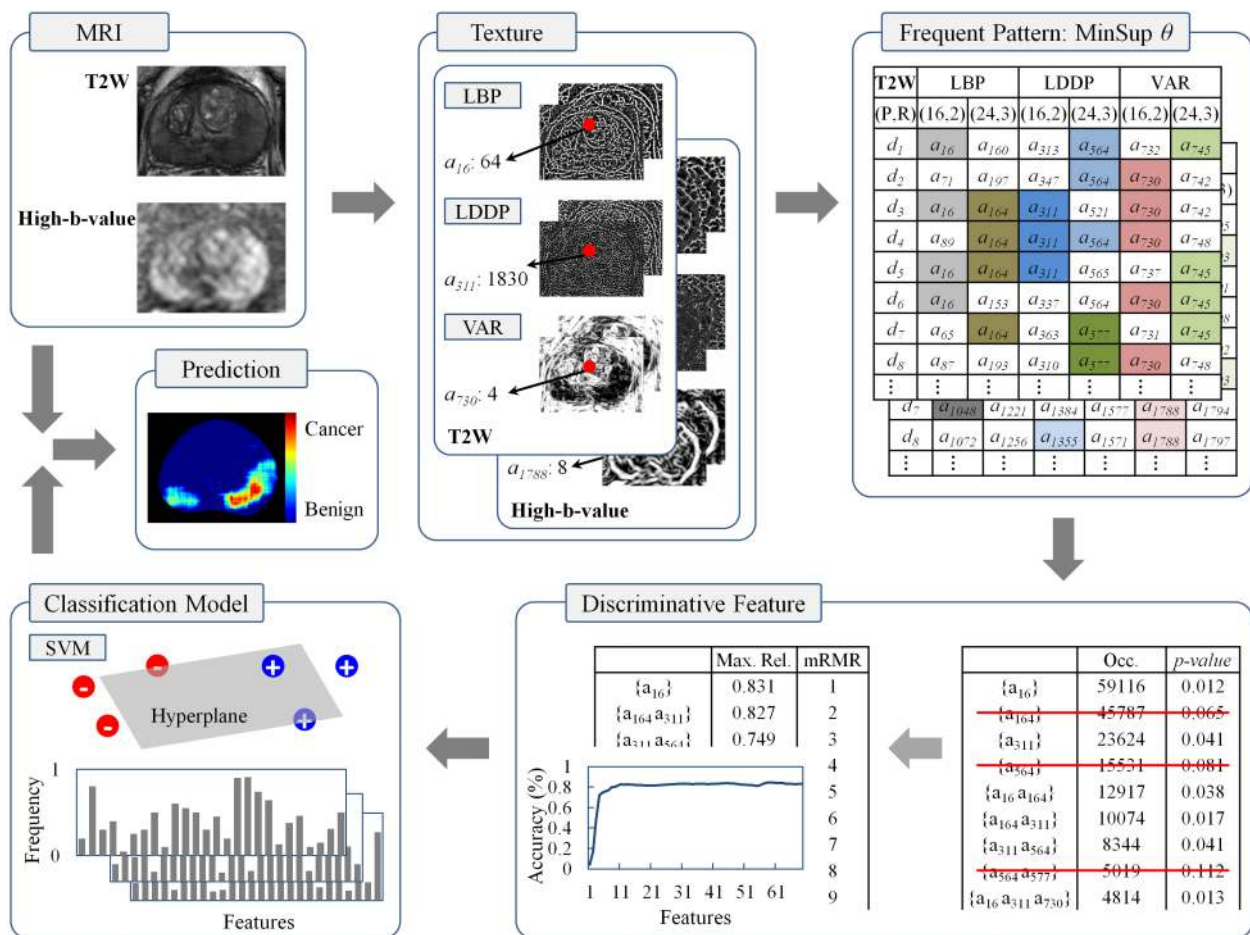 MRI
T2W
High-b-value
Texture
LBP
a16: 64
LDDP
a311: 1830
VAR
a730: 4
T2W
a1788: 8
High-b-value
Frequent Pattern: MinSup θ
T2W LBP LDDP VAR
(P,R) (16,2) (24,3) (16,2) (24,3) (16,2) (24,3)
d1 a16 a160 a313 a564 a732 a745
d2 a71 a197 a347 a564 a730 a742
d3 a16 a164 a311 a521 a730 a742
d4 a89 a164 a311 a564 a730 a748
d5 a16 a164 a311 a565 a737 a745
d6 a16 a153 a337 a564 a730 a745
d7 a65 a164 a363 a577 a731 a745
d8 a87 a193 a310 a577 a730 a748
⋮ ⋮ ⋮ ⋮ ⋮ ⋮ ⋮
d7 a1048 a1221 a1384 a1577 a1788 a1794
d8 a1072 a1256 a1355 a1571 a1788 a1797
⋮ ⋮ ⋮ ⋮ ⋮ ⋮ ⋮
Prediction
Cancer
Benign
Classification Model
SVM
Hyperplane
- - - + + +
1
0
Frequency
Features
Discriminative Feature
Max. Rel. mRMR
{a16} 0.831 1
{a164 a311} 0.827 2
{a311 a564} 0.749 3
4
5
6
7
8
9
Accuracy (%)
1
0.8
0.6
0.4
0.2
0
1 11 21 31 41 51 61
Features
Occ. p-value
{a16} 59116 0.012
{a164} 45787 0.065
{a311} 23624 0.041
{a564} 15531 0.081
{a16 a164} 12917 0.038
{a164 a311} 10074 0.017
{a311 a564} 8344 0.041
{a564 a577} 5019 0.112
{a16 a311 a730} 4814 0.013